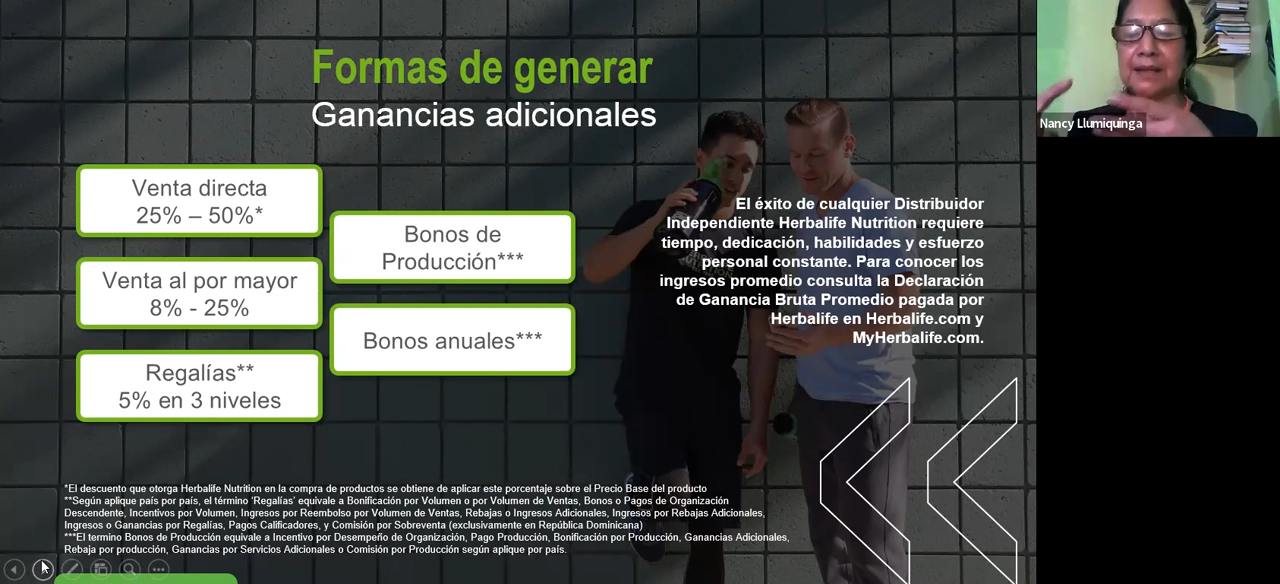 Formas de generar
Ganancias adicionales
Venta directa
25% – 50%*
Venta al por mayor
8% - 25%
Regalías**
5% en 3 niveles
Bonos de
Producción***
Bonos anuales***
El éxito de cualquier Distribuidor
Independiente Herbalife Nutrition requiere
tiempo, dedicación, habilidades y esfuerzo
personal constante. Para conocer los
ingresos promedio consulta la Declaración
de Ganancia Bruta Promedio pagada por
Herbalife en Herbalife.com y
MyHerbalife.com.
*El descuento que otorga Herbalife Nutrition en la compra de productos se obtiene de aplicar este porcentaje sobre el Precio Base del producto
**Según aplique país por país, el término ‘Regalías’ equivale a Bonificación por Volumen o por Volumen de Ventas, Bonos o Pagos de Organización
Descendente, Incentivos por Volumen, Ingresos por Reembolso por Volumen de Ventas, Rebajas o Ingresos Adicionales, Ingresos por Rebajas Adicionales,
Ingresos o Ganancias por Regalías, Pagos Calificadores, y Comisión por Sobreventa (exclusivamente en República Dominicana)
***El termino Bonos de Producción equivale a Incentivo por Desempeño de Organización, Pago Producción, Bonificación por Producción, Ganancias Adicionales,
Rebaja por producción, Ganancias por Servicios Adicionales o Comisión por Producción según aplique por país.
Nancy Llumiquinga